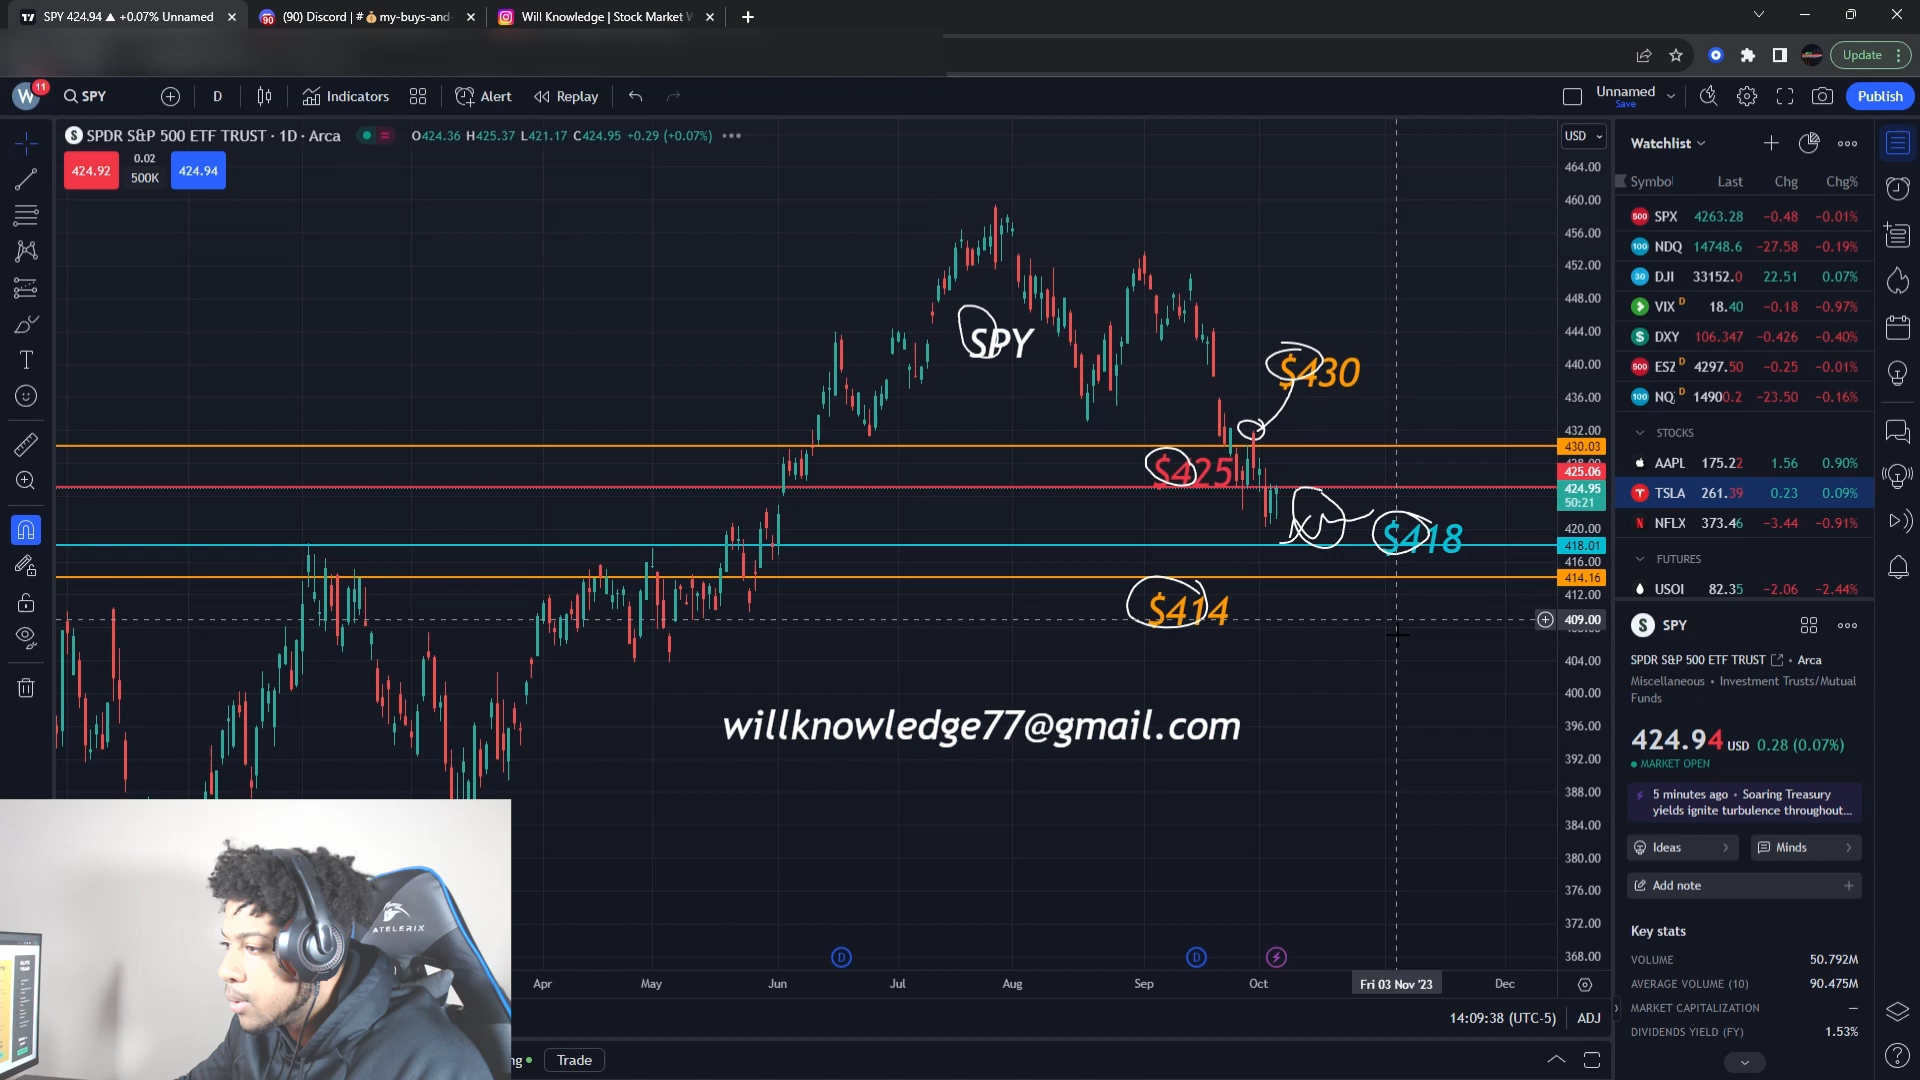 SPY 424.94 ▲ +0.07% Unnamed
(90) Discord | # 💰my-buys-and-
Will Knowledge | Stock Market
Update
W 11 SPY D Indicators Alert Replay Unnamed Save Publish
SPDR S&P 500 ETF TRUST · 1D · Arca O424.36 H425.37 L421.17 C424.95 +0.29 (+0.07%)
424.92 0.02 500K 424.94
USD
464.00
460.00
456.00
452.00
448.00
444.00
440.00
436.00
432.00
430.03
425.06
424.95
50:21
420.00
418.01
416.00
414.16
412.00
409.00
404.00
400.00
396.00
392.00
388.00
384.00
380.00
376.00
372.00
368.00
SPY
$430
$425
$418
$414
willknowledge77@gmail.com
ATELERIX
D
D
Apr May Jun Jul Aug Sep Oct Fri 03 Nov '23 Dec
14:09:38 (UTC-5) ADJ
Trade
Watchlist
Symbol Last Chg Chg%
500 SPX 4263.28 −0.48 −0.01%
100 NDQ 14748.6 −27.58 −0.19%
30 DJI 33152.0 22.51 0.07%
VIX D 18.40 −0.18 −0.97%
DXY 106.347 −0.426 −0.40%
500 ESZ D 4297.50 −0.25 −0.01%
100 NQ D 14900.2 −23.50 −0.16%
STOCKS
AAPL 175.22 1.56 0.90%
TSLA 261.39 0.23 0.09%
NFLX 373.46 −3.44 −0.91%
FUTURES
USOI 82.35 −2.06 −2.44%
SPY
SPDR S&P 500 ETF TRUST • Arca
Miscellaneous • Investment Trusts/Mutual
Funds
424.94 USD 0.28 (0.07%)
MARKET OPEN
5 minutes ago • Soaring Treasury
yields ignite turbulence throughout...
Ideas Minds
Add note
Key stats
VOLUME 50.792M
AVERAGE VOLUME (10) 90.475M
MARKET CAPITALIZATION —
DIVIDENDS YIELD (FY) 1.53%